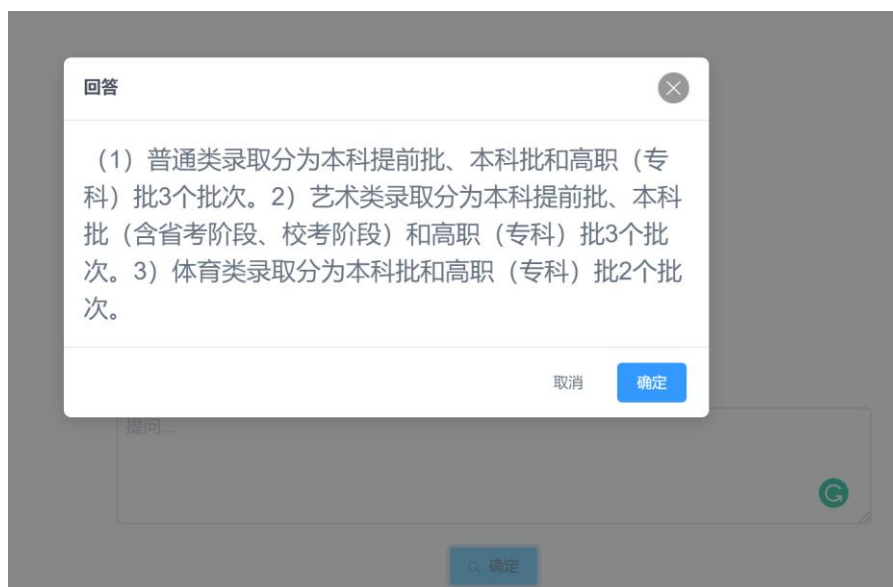 回答
（1）普通类录取分为本科提前批、本科批和高职（专
科）批3个批次。2）艺术类录取分为本科提前批、本科
批（含省考阶段、校考阶段）和高职（专科）批3个批
次。3）体育类录取分为本科批和高职（专科）批2个批
次。
取消
确定
提问...
确定